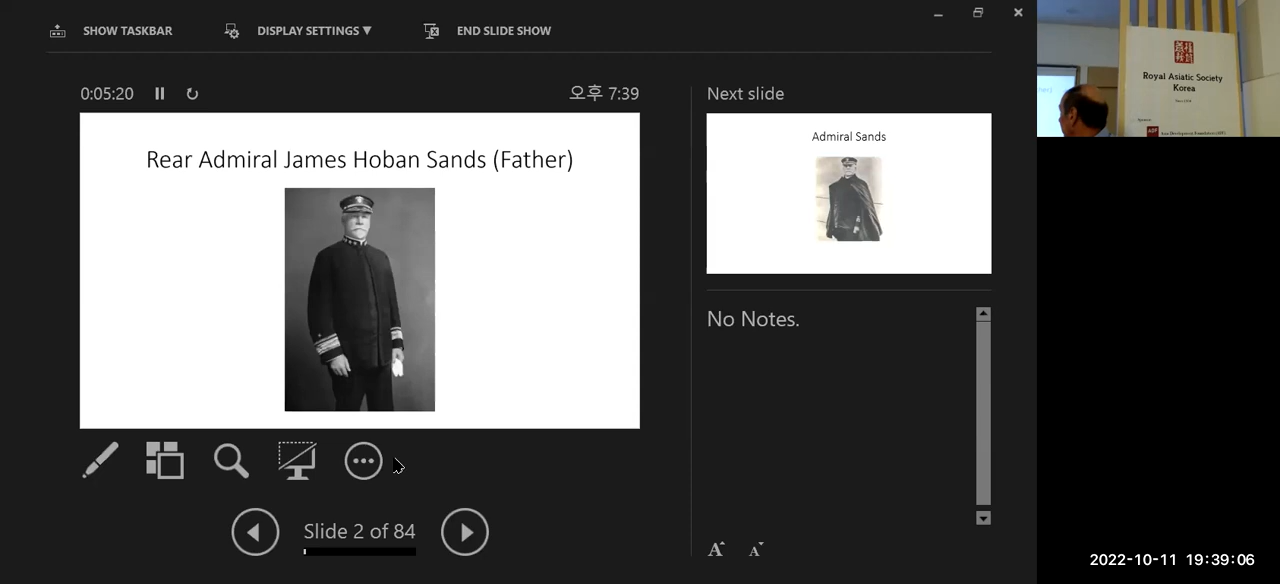 SHOW TASKBAR
DISPLAY SETTINGS ▼
END SLIDE SHOW
0:05:20
오후 7:39
Rear Admiral James Hoban Sands (Father)
Slide 2 of 84
Next slide
Admiral Sands
No Notes.
A
A
Royal Asiatic Society
Korea
2022-10-11 19:39:06